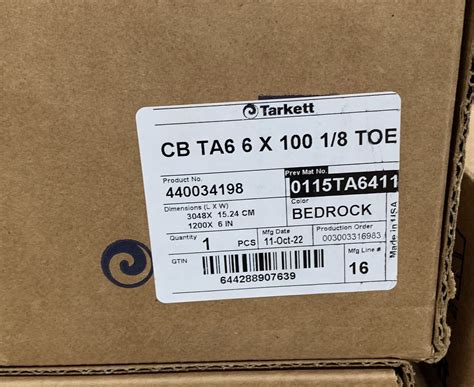 Tarkett
CB TA6 6 X 100 1/8 TOE
Product No.
440034198
Prev Mat No.
0115TA6411
Dimensions (L X W)
3048X 15.24 CM
1200X 6 IN
Color
BEDROCK
Quantity
1 PCS
Mfg Date
11-Oct-22
Production Order
003003316983
GTIN
644288907639
Mfg Line #
16
Made in USA